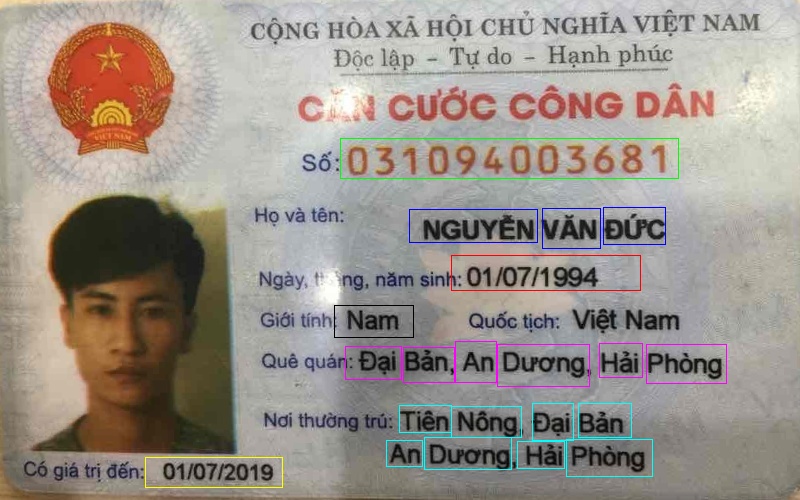 CỘNG HÒA XÃ HỘI CHỦ NGHĨA VIỆT NAM
Độc lập - Tự do - Hạnh phúc
CĂN CƯỚC CÔNG DÂN
Số: 031094003681
Họ và tên: NGUYỄN VĂN ĐỨC
Ngày, tháng, năm sinh: 01/07/1994
Giới tính: Nam Quốc tịch: Việt Nam
Quê quán: Đại Bản, An Dương, Hải Phòng
Nơi thường trú: Tiên Nông, Đại Bản
An Dương, Hải Phòng
Có giá trị đến: 01/07/2019
VIỆT NAM